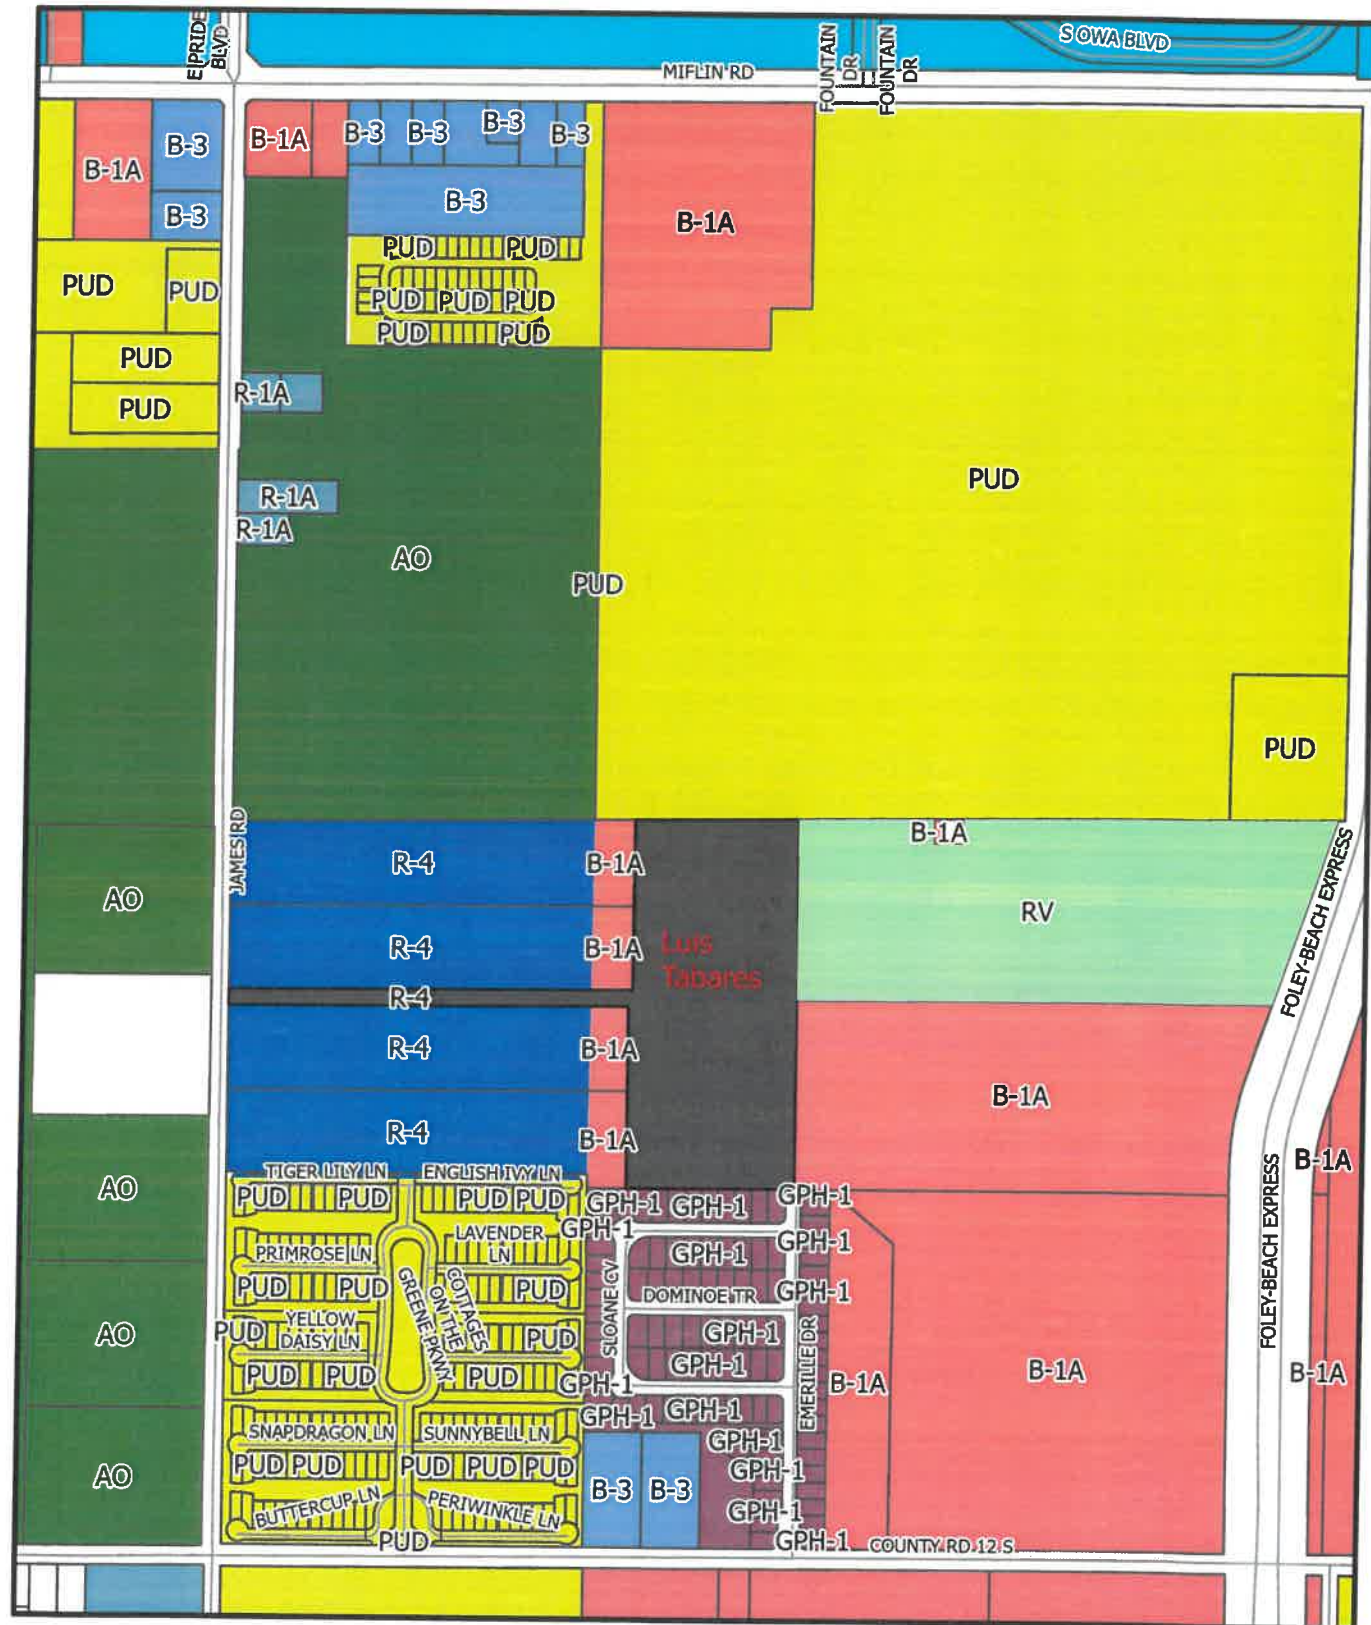 S OWA BLVD
E PRIDE
BLVD
FOUNTAIN
DR
FOUNTAIN
DR
MIFLIN RD
B-3
B-1A
B-3
B-1A
B-3
B-3
B-3
B-3
B-3
B-1A
PUD
PUD
PUD
PUD
PUD
PUD
PUD
PUD
PUD
PUD
PUD
PUD
R-1A
PUD
R-1A
R-1A
AO
PUD
PUD
JAMES RD
B-1A
R-4
B-1A
AO
RV
R-4
B-1A
Luis
Tabares
FOLEY-BEACH EXPRESS
R-4
R-4
B-1A
B-1A
R-4
B-1A
B-1A
TIGER LILY LN
ENGLISH IVY LN
AO
PUD
PUD
PUD
PUD
GPH-1
GPH-1
GPH-1
GPH-1
LAVENDER
LN
PRIMROSE LN
GPH-1
GPH-1
FOLEY-BEACH EXPRESS
PUD
PUD
PUD
SLOANE CV
DOMINOE TR
GPH-1
COTTAGES
ON THE
GREENE PKWY
YELLOW
DAISY LN
PUD
PUD
GPH-1
AO
PUD
PUD
PUD
GPH-1
GPH-1
EMERILLE DR
B-1A
B-1A
B-1A
GPH-1
GPH-1
SNAPDRAGON LN
SUNNYBELL LN
GPH-1
PUD
PUD
PUD
PUD
PUD
GPH-1
AO
B-3
B-3
BUTTERCUP LN
PERIWINKLE LN
GPH-1
PUD
GPH-1
COUNTY RD 12 S